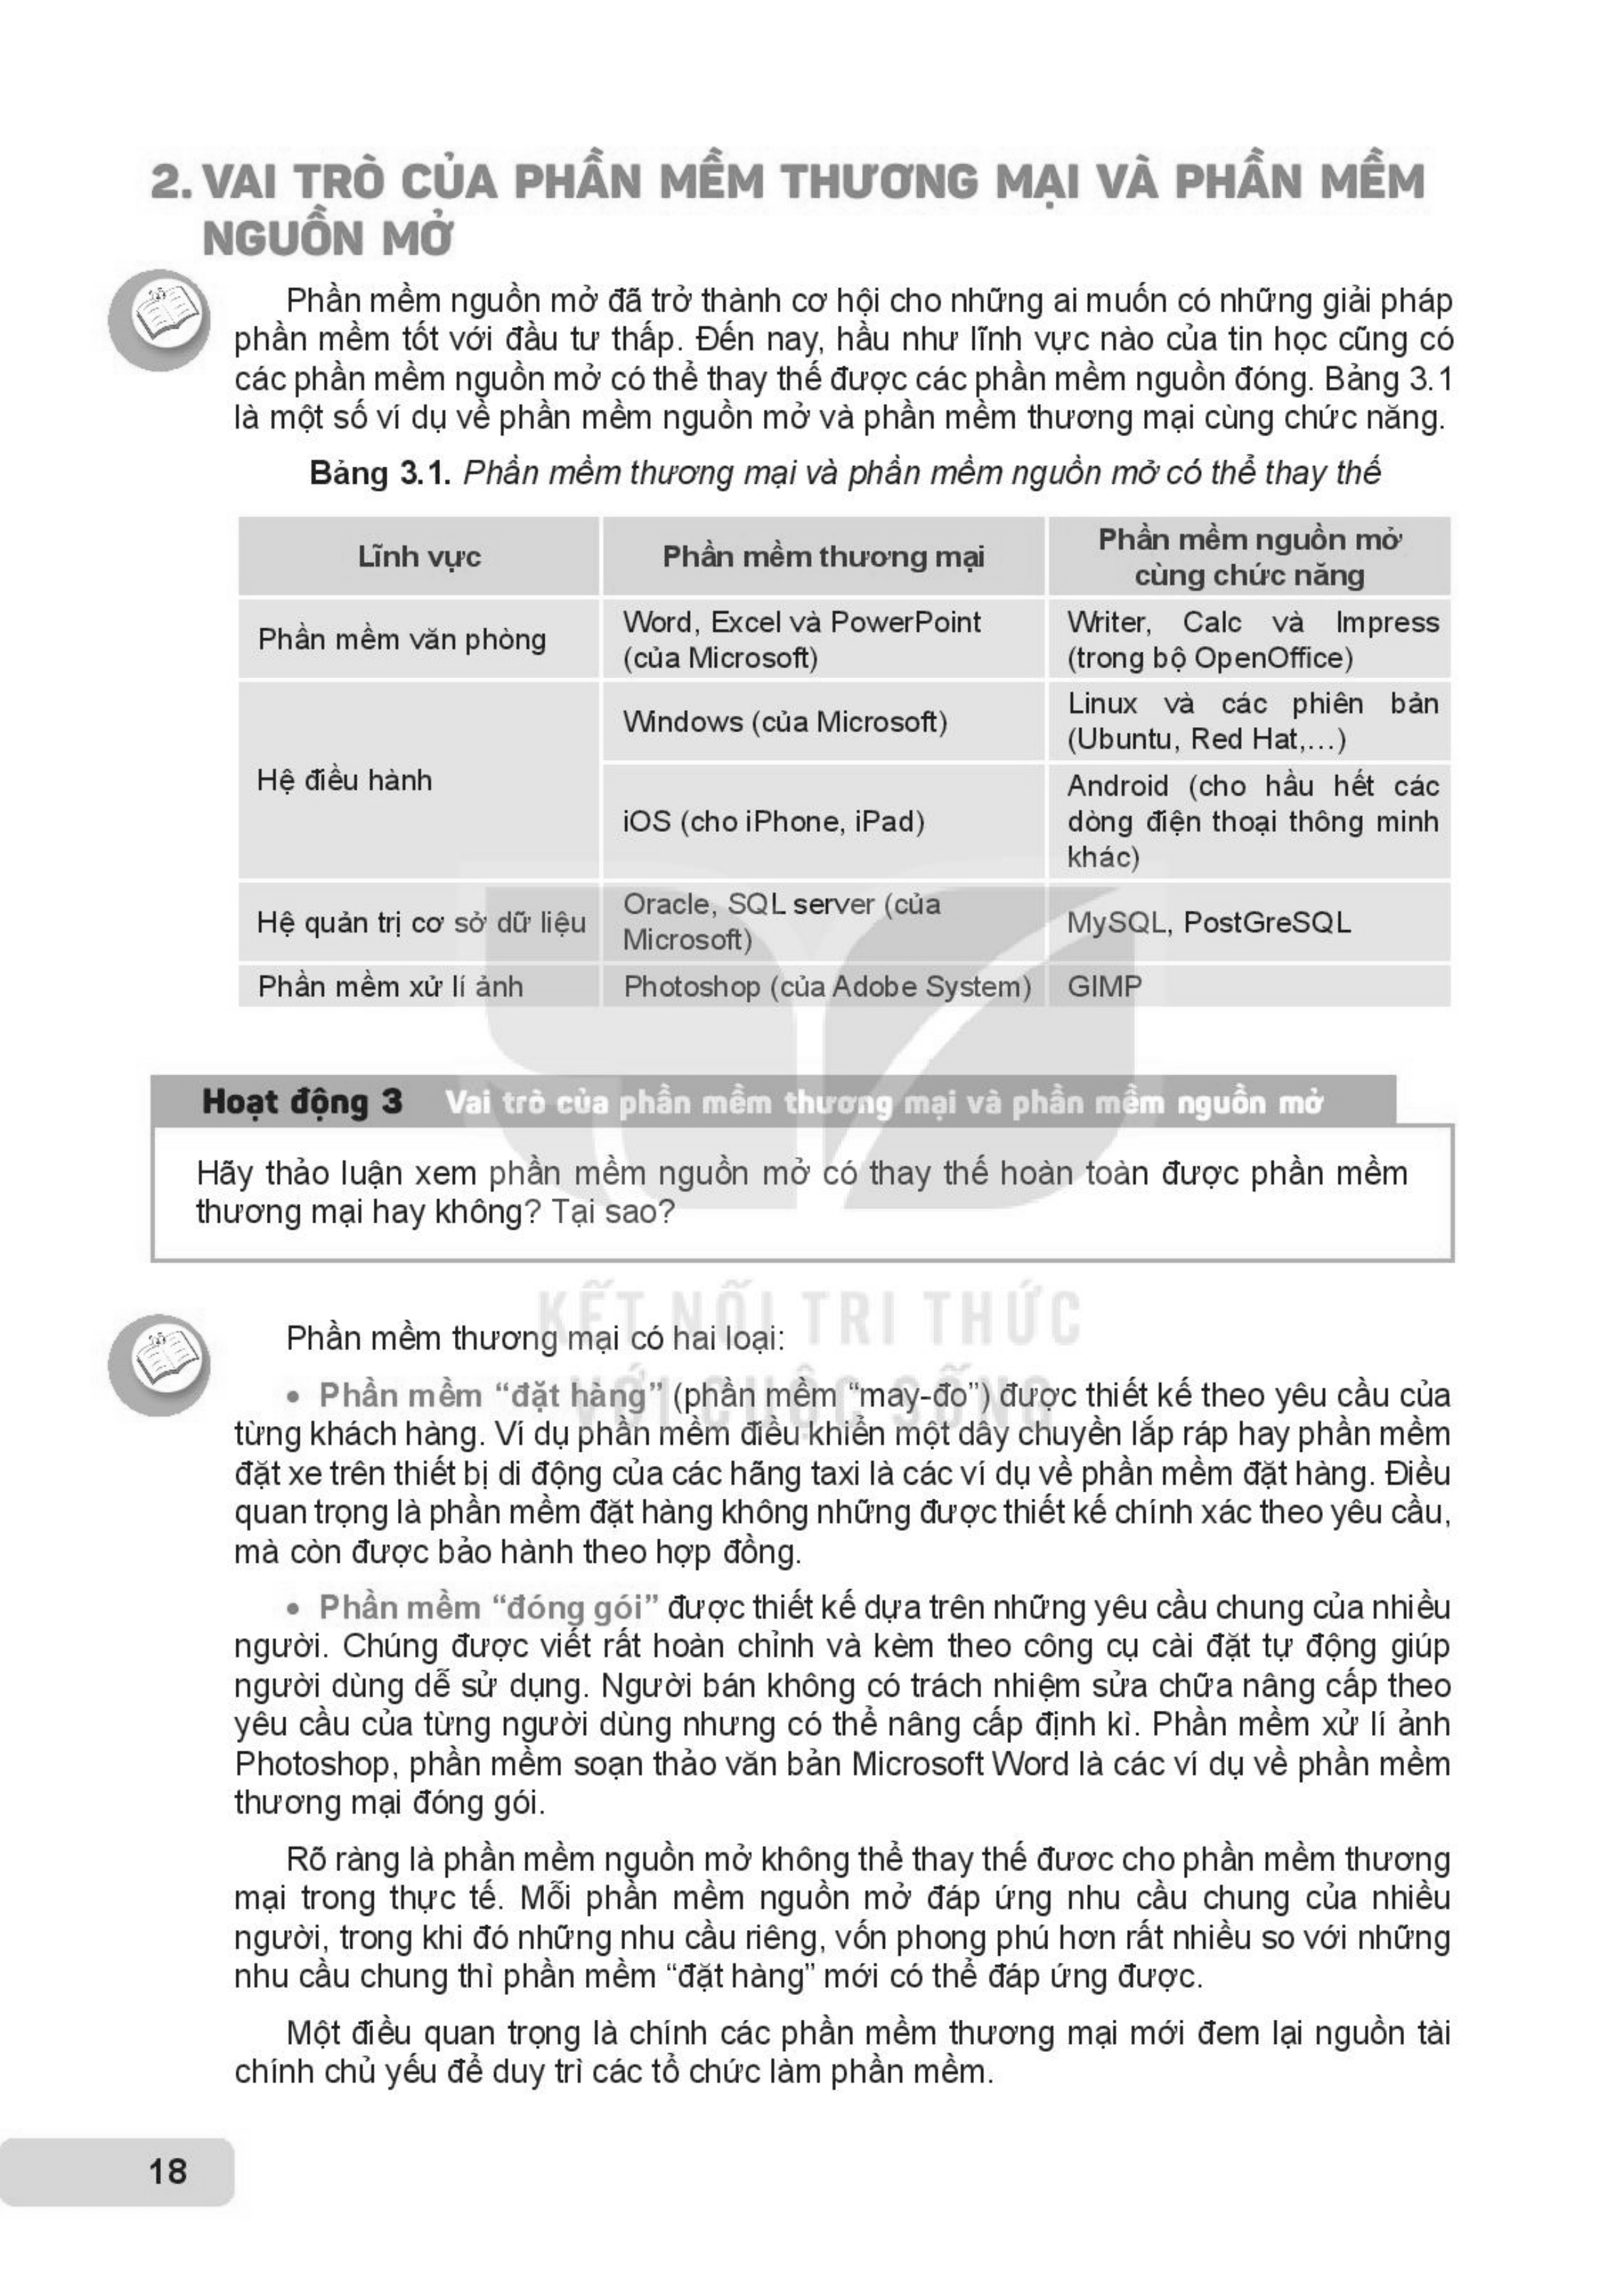 2. VAI TRÒ CỦA PHẦN MỀM THƯƠNG MẠI VÀ PHẦN MỀM
NGUỒN MỞ
Phần mềm nguồn mở đã trở thành cơ hội cho những ai muốn có những giải pháp
phần mềm tốt với đầu tư thấp. Đến nay, hầu như lĩnh vực nào của tin học cũng có
các phần mềm nguồn mở có thể thay thế được các phần mềm nguồn đóng. Bảng 3.1
là một số ví dụ về phần mềm nguồn mở và phần mềm thương mại cùng chức năng.
Bảng 3.1. Phần mềm thương mại và phần mềm nguồn mở có thể thay thế
Lĩnh vực
Phần mềm thương mại
Phần mềm nguồn mở
cùng chức năng
Phần mềm văn phòng
Word, Excel và PowerPoint
(của Microsoft)
Writer, Calc và Impress
(trong bộ OpenOffice)
Hệ điều hành
Windows (của Microsoft)
Linux và các phiên bản
(Ubuntu, Red Hat,...)
iOS (cho iPhone, iPad)
Android (cho hầu hết các
dòng điện thoại thông minh
khác)
Hệ quản trị cơ sở dữ liệu
Oracle, SQL server (của
Microsoft)
MySQL, PostGreSQL
Phần mềm xử lí ảnh
Photoshop (của Adobe System)
GIMP
Hoạt động 3 Vai trò của phần mềm thương mại và phần mềm nguồn mở
Hãy thảo luận xem phần mềm nguồn mở có thay thế hoàn toàn được phần mềm
thương mại hay không? Tại sao?
KẾT NỐI TRI THỨC
VỚI CUỘC SỐNG
Phần mềm thương mại có hai loại:
• Phần mềm “đặt hàng” (phần mềm “may-đo”) được thiết kế theo yêu cầu của
từng khách hàng. Ví dụ phần mềm điều khiển một dây chuyền lắp ráp hay phần mềm
đặt xe trên thiết bị di động của các hãng taxi là các ví dụ về phần mềm đặt hàng. Điều
quan trọng là phần mềm đặt hàng không những được thiết kế chính xác theo yêu cầu,
mà còn được bảo hành theo hợp đồng.
• Phần mềm “đóng gói” được thiết kế dựa trên những yêu cầu chung của nhiều
người. Chúng được viết rất hoàn chỉnh và kèm theo công cụ cài đặt tự động giúp
người dùng dễ sử dụng. Người bán không có trách nhiệm sửa chữa nâng cấp theo
yêu cầu của từng người dùng nhưng có thể nâng cấp định kì. Phần mềm xử lí ảnh
Photoshop, phần mềm soạn thảo văn bản Microsoft Word là các ví dụ về phần mềm
thương mại đóng gói.
Rõ ràng là phần mềm nguồn mở không thể thay thế đươc cho phần mềm thương
mại trong thực tế. Mỗi phần mềm nguồn mở đáp ứng nhu cầu chung của nhiều
người, trong khi đó những nhu cầu riêng, vốn phong phú hơn rất nhiều so với những
nhu cầu chung thì phần mềm “đặt hàng” mới có thể đáp ứng được.
Một điều quan trọng là chính các phần mềm thương mại mới đem lại nguồn tài
chính chủ yếu để duy trì các tổ chức làm phần mềm.
18